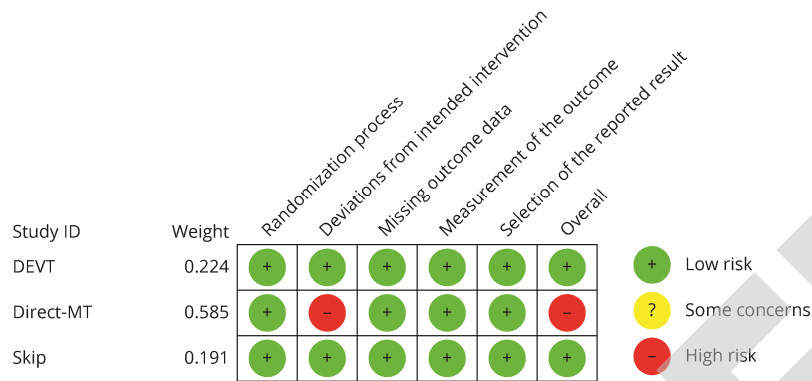 Randomization process
Deviations from intended intervention
Missing outcome data
Measurement of the outcome
Selection of the reported result
Overall
Study ID Weight
DEVT 0.224 + + + + + +
Direct-MT 0.585 + − + + + −
Skip 0.191 + + + + + +
+ Low risk
? Some concerns
− High risk